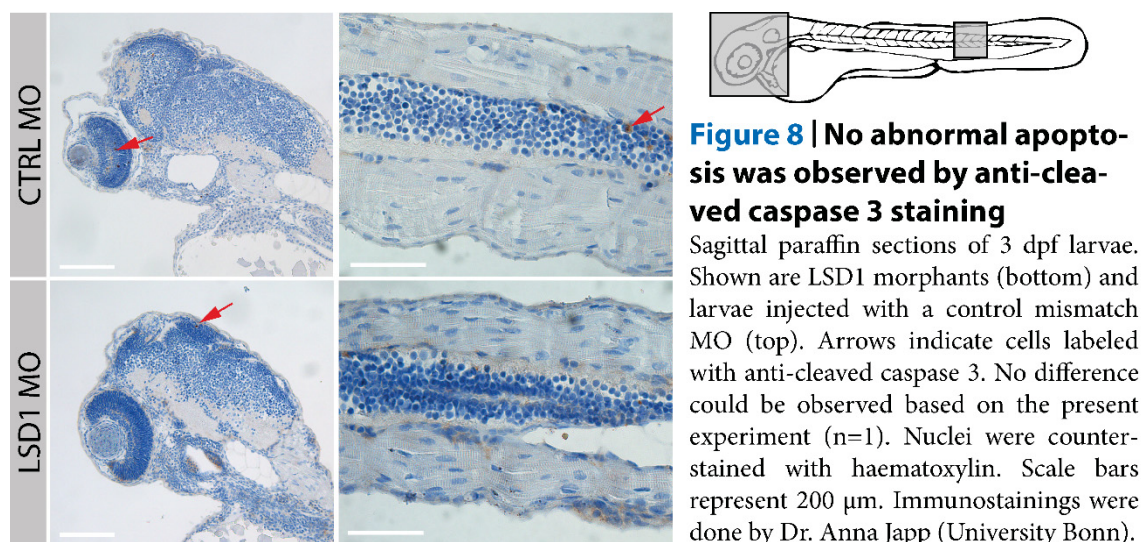 CTRL MO
LSD1 MO
Figure 8 | No abnormal apopto-
sis was observed by anti-clea-
ved caspase 3 staining
Sagittal paraffin sections of 3 dpf larvae.
Shown are LSD1 morphants (bottom) and
larvae injected with a control mismatch
MO (top). Arrows indicate cells labeled
with anti-cleaved caspase 3. No difference
could be observed based on the present
experiment (n=1). Nuclei were counter-
stained with haematoxylin. Scale bars
represent 200 μm. Immunostainings were
done by Dr. Anna Japp (University Bonn).